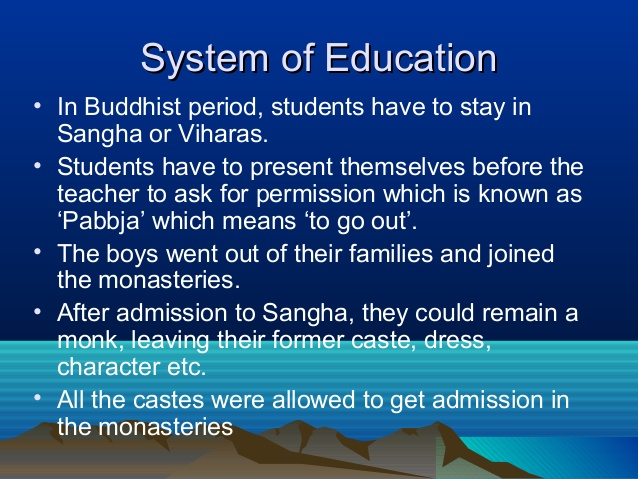 System of Education
• In Buddhist period, students have to stay in
Sangha or Viharas.
• Students have to present themselves before the
teacher to ask for permission which is known as
‘Pabbja’ which means ‘to go out’.
• The boys went out of their families and joined
the monasteries.
• After admission to Sangha, they could remain a
monk, leaving their former caste, dress,
character etc.
• All the castes were allowed to get admission in
the monasteries